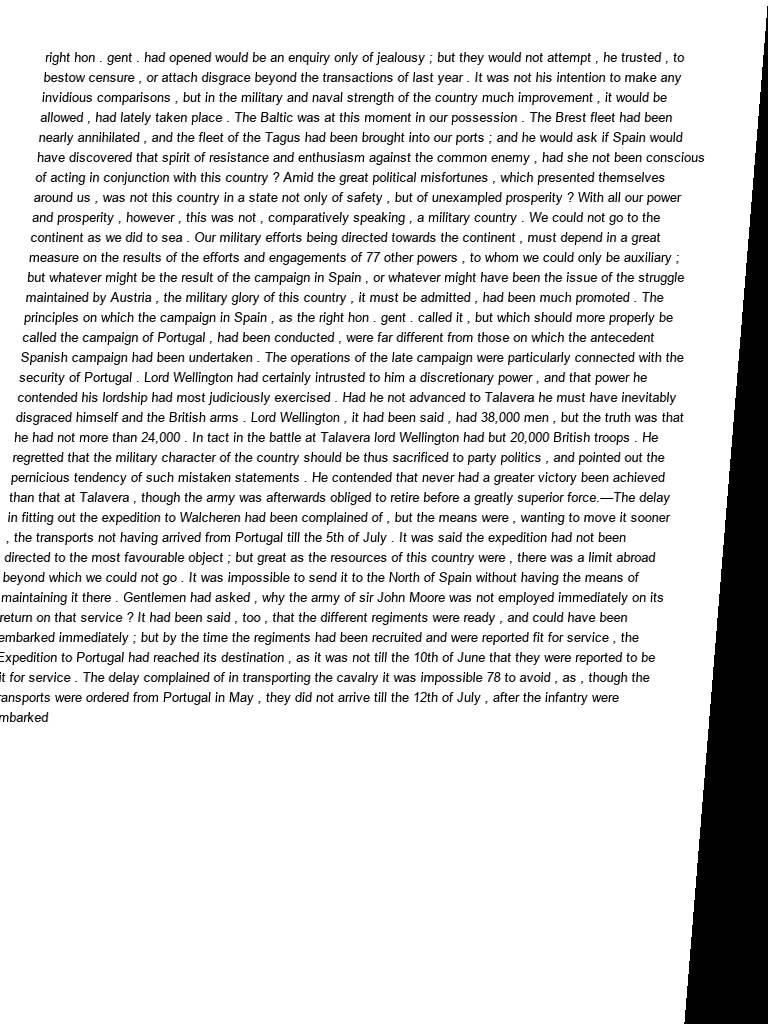 right hon . gent . had opened would be an enquiry only of jealousy ; but they would not attempt , he trusted , to
bestow censure , or attach disgrace beyond the transactions of last year . It was not his intention to make any
invidious comparisons , but in the military and naval strength of the country much improvement , it would be
allowed , had lately taken place . The Baltic was at this moment in our possession . The Brest fleet had been
nearly annihilated , and the fleet of the Tagus had been brought into our ports ; and he would ask if Spain would
have discovered that spirit of resistance and enthusiasm against the common enemy , had she not been conscious
of acting in conjunction with this country ? Amid the great political misfortunes , which presented themselves
around us , was not this country in a state not only of safety , but of unexampled prosperity ? With all our power
and prosperity , however , this was not , comparatively speaking , a military country . We could not go to the
continent as we did to sea . Our military efforts being directed towards the continent , must depend in a great
measure on the results of the efforts and engagements of 77 other powers , to whom we could only be auxiliary ;
but whatever might be the result of the campaign in Spain , or whatever might have been the issue of the struggle
maintained by Austria , the military glory of this country , it must be admitted , had been much promoted . The
principles on which the campaign in Spain , as the right hon . gent . called it , but which should more properly be
called the campaign of Portugal , had been conducted , were far different from those on which the antecedent
Spanish campaign had been undertaken . The operations of the late campaign were particularly connected with the
security of Portugal . Lord Wellington had certainly intrusted to him a discretionary power , and that power he
contended his lordship had most judiciously exercised . Had he not advanced to Talavera he must have inevitably
disgraced himself and the British arms . Lord Wellington , it had been said , had 38,000 men , but the truth was that
he had not more than 24,000 . In tact in the battle at Talavera lord Wellington had but 20,000 British troops . He
regretted that the military character of the country should be thus sacrificed to party politics , and pointed out the
pernicious tendency of such mistaken statements . He contended that never had a greater victory been achieved
than that at Talavera , though the army was afterwards obliged to retire before a greatly superior force.—The delay
in fitting out the expedition to Walcheren had been complained of , but the means were , wanting to move it sooner
, the transports not having arrived from Portugal till the 5th of July . It was said the expedition had not been
directed to the most favourable object ; but great as the resources of this country were , there was a limit abroad
beyond which we could not go . It was impossible to send it to the North of Spain without having the means of
maintaining it there . Gentlemen had asked , why the army of sir John Moore was not employed immediately on its
return on that service ? It had been said , too , that the different regiments were ready , and could have been
embarked immediately ; but by the time the regiments had been recruited and were reported fit for service , the
Expedition to Portugal had reached its destination , as it was not till the 10th of June that they were reported to be
it for service . The delay complained of in transporting the cavalry it was impossible 78 to avoid , as , though the
ransports were ordered from Portugal in May , they did not arrive till the 12th of July , after the infantry were
mbarked